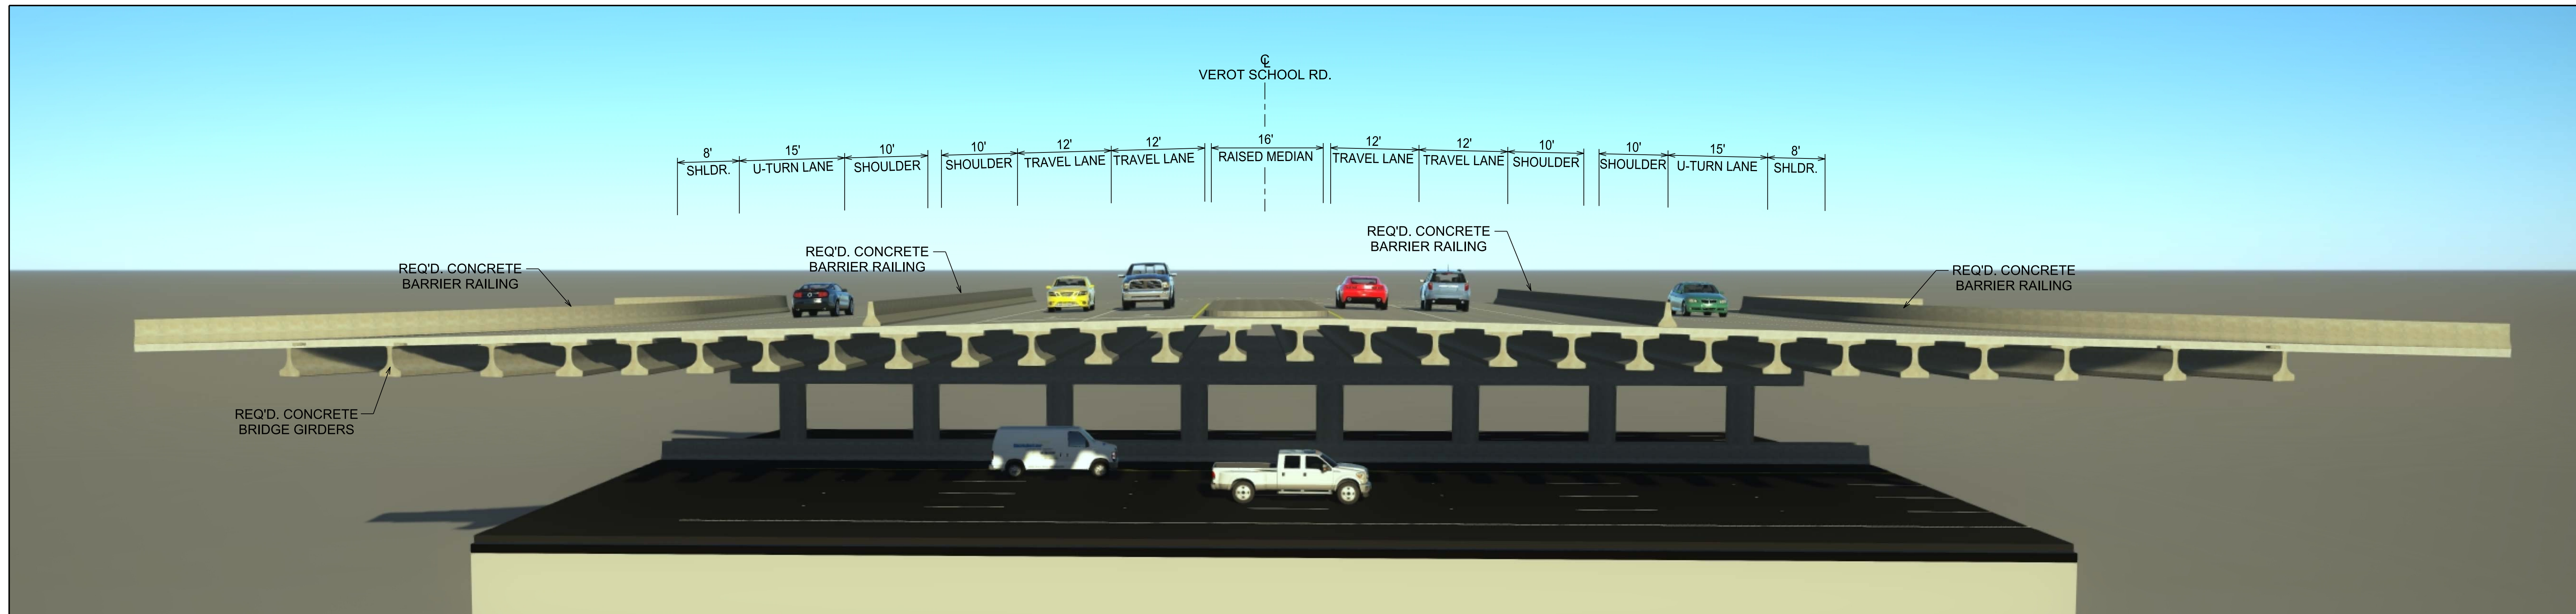 ℄
VEROT SCHOOL RD.
8' 15' 10' 10' 12' 12' 16' 12' 12' 10' 10' 15' 8'
SHLDR. U-TURN LANE SHOULDER SHOULDER TRAVEL LANE TRAVEL LANE RAISED MEDIAN TRAVEL LANE TRAVEL LANE SHOULDER SHOULDER U-TURN LANE SHLDR.
REQ'D. CONCRETE
BARRIER RAILING
REQ'D. CONCRETE
BARRIER RAILING
REQ'D. CONCRETE
BARRIER RAILING
REQ'D. CONCRETE
BARRIER RAILING
REQ'D. CONCRETE
BRIDGE GIRDERS